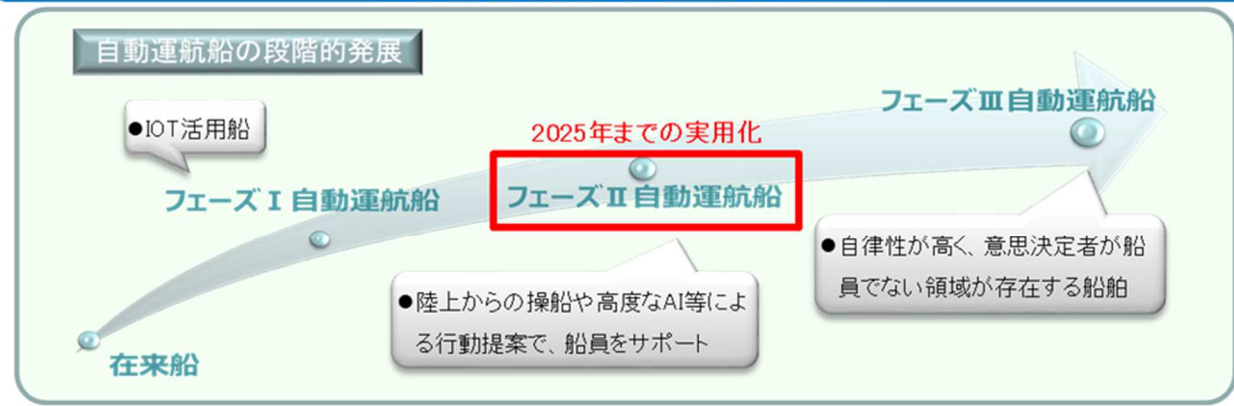 自動運航船の段階的発展
●IOT活用船
フェーズⅠ自動運航船
2025年までの実用化
フェーズⅡ自動運航船
フェーズⅢ自動運航船
●自律性が高く、意思決定者が船
員でない領域が存在する船舶
●陸上からの操船や高度なAI等によ
る行動提案で、船員をサポート
在来船